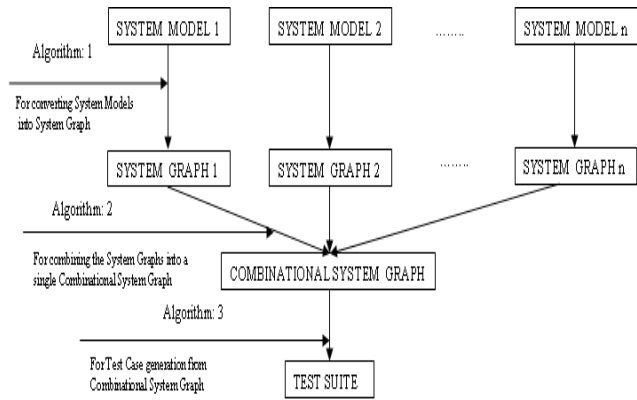 SYSTEM MODEL 1
SYSTEM MODEL 2
........
SYSTEM MODEL n
Algorithm: 1
For converting System Models
into System Graph
SYSTEM GRAPH 1
SYSTEM GRAPH 2
........
SYSTEM GRAPH n
Algorithm: 2
For combining the System Graphs into a
single Combinational System Graph
COMBINATIONAL SYSTEM GRAPH
Algorithm: 3
For Test Case generation from
Combinational System Graph
TEST SUITE